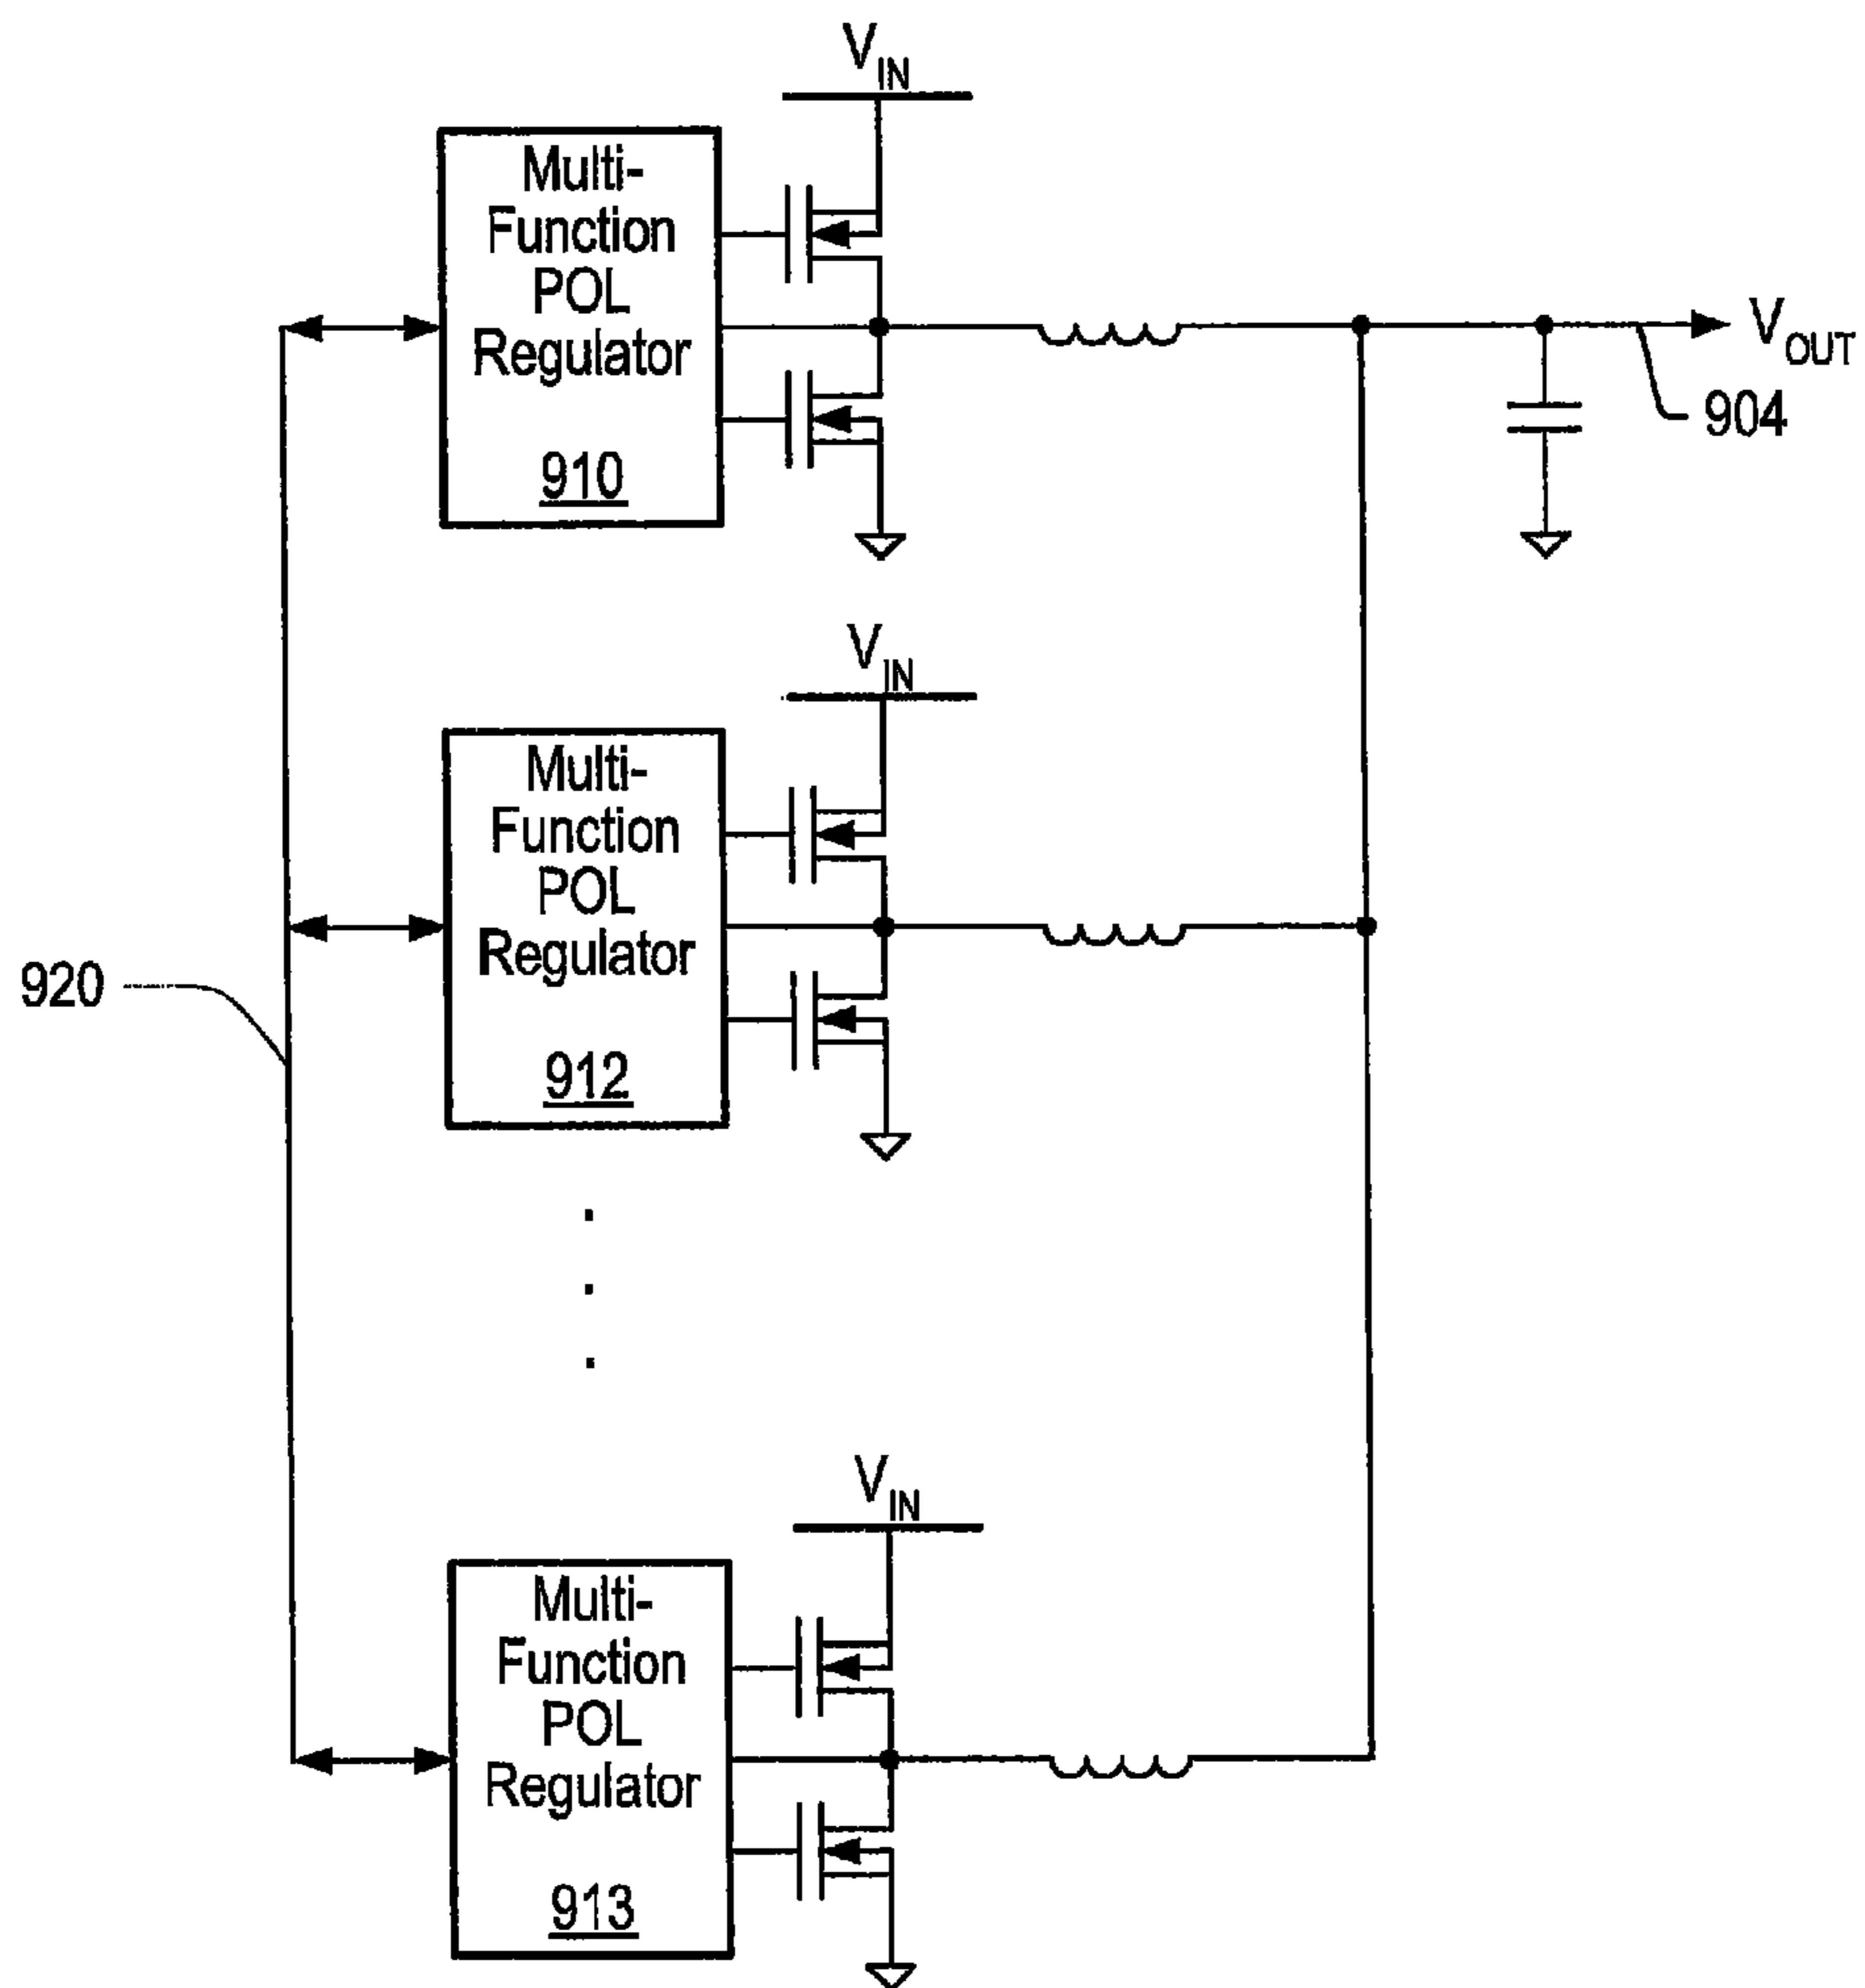 VIN
Multi-
Function
POL
Regulator
910
VOUT
904
VIN
Multi-
Function
POL
Regulator
912
920
VIN
Multi-
Function
POL
Regulator
913